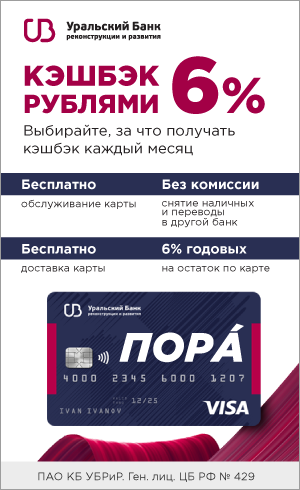 Уральский Банк
реконструкции и развития
КЭШБЭК
РУБЛЯМИ 6%
Выбирайте, за что получать
кэшбэк каждый месяц
Бесплатно
обслуживание карты
Без комиссии
снятие наличных
и переводы
в другой банк
Бесплатно
доставка карты
6% годовых
на остаток по карте
Уральский Банк
реконструкции и развития
ПОРА́
4000 2345 6000 1207
12/25
IVAN IVANOV
VISA
ПАО КБ УБРиР. Ген. лиц. ЦБ РФ № 429